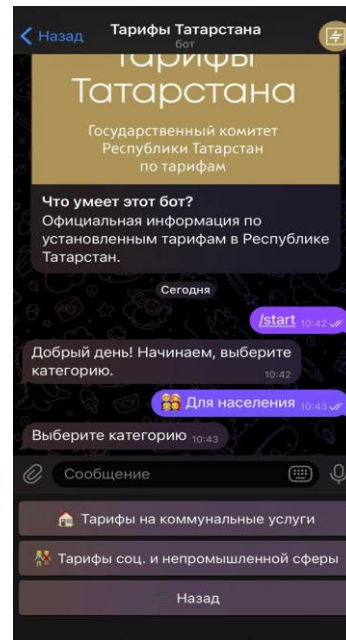 Назад
Тарифы Татарстана
бот
Тарифы
Татарстана
Государственный комитет
Республики Татарстан
по тарифам
Что умеет этот бот?
Официальная информация по
установленным тарифам в Республике
Татарстан.
Сегодня
/start 10:42
Добрый день! Начинаем, выберите
категорию.
10:42
Для населения 10:43
Выберите категорию 10:43
Сообщение
Тарифы на коммунальные услуги
Тарифы соц. и непромышленной сферы
Назад